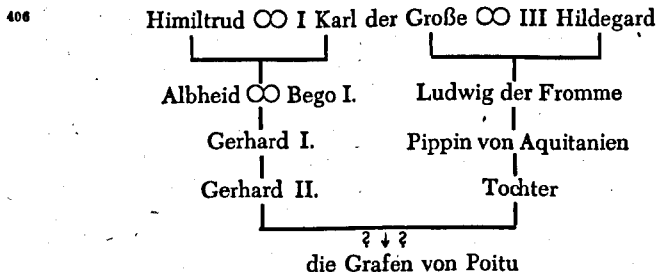 406 Himiltrud ∞ I Karl der Große ∞ III Hildegard
Albheid ∞ Bego I. Ludwig der Fromme
Gerhard I. Pippin von Aquitanien
Gerhard II. Tochter
? ↓ ?
die Grafen von Poitu